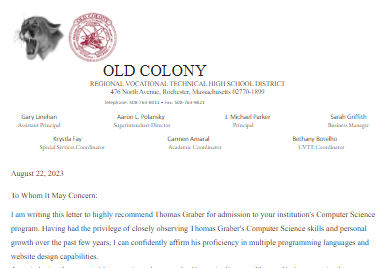 OLD COLONY
REGIONAL VOCATIONAL TECHNICAL HIGH SCHOOL DISTRICT
476 North Avenue, Rochester, Massachusetts 02770-1899
Telephone: 508-763-8011 • Fax: 508-763-9821
Gary Linehan Aaron L. Polansky J. Michael Parker Sarah Griffith
Assistant Principal Superintendent-Director Principal Business Manager
Krystla Fay Carmen Amaral Bethany Botelho
Special Services Coordinator Academic Coordinator CVTE Coordinator
August 22, 2023
To Whom It May Concern:
I am writing this letter to highly recommend Thomas Graber for admission to your institution's Computer Science
program. Having had the privilege of closely observing Thomas Graber's Computer Science skills and personal
growth over the past few years, I can confidently affirm his proficiency in multiple programming languages and
website design capabilities.